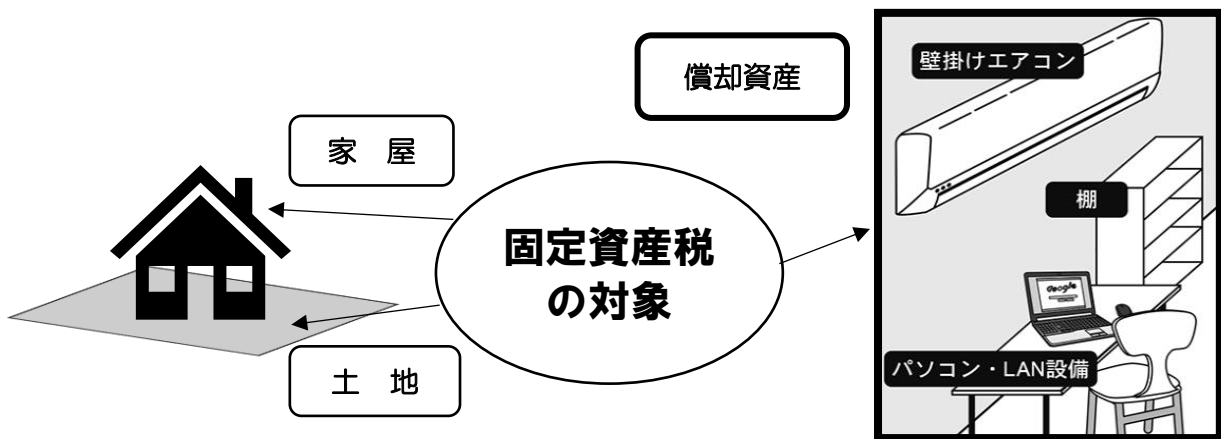 償却資産
壁掛けエアコン
家 屋
棚
固定資産税
の対象
Google
土 地
パソコン・LAN設備